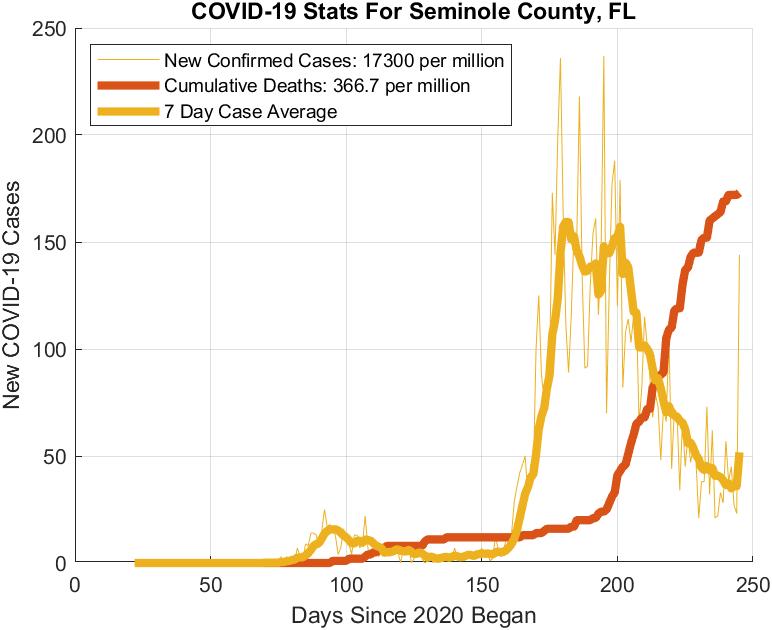 COVID-19 Stats For Seminole County, FL
250
New Confirmed Cases: 17300 per million
Cumulative Deaths: 366.7 per million
7 Day Case Average
200
150
100
50
0
New COVID-19 Cases
0 50 100 150 200 250
Days Since 2020 Began